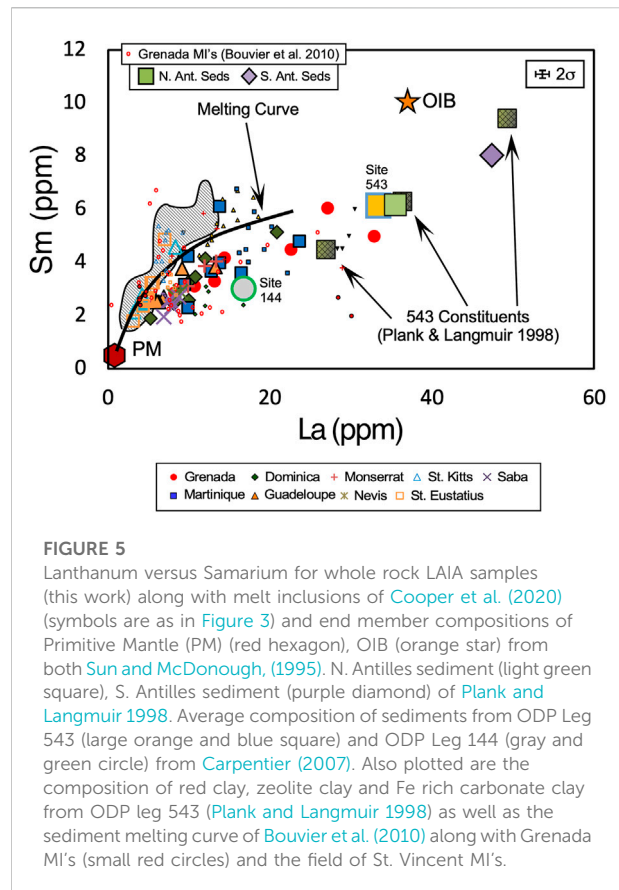 12
10
8
6
4
2
0
Sm (ppm)
Grenada MI's (Bouvier et al. 2010)
N. Ant. Seds S. Ant. Seds
2σ
Melting Curve
OIB
Site
543
Site
144
543 Constituents
(Plank & Langmuir 1998)
PM
0 20 40 60
La (ppm)
Grenada Dominica Monserrat St. Kitts Saba
Martinique Guadeloupe Nevis St. Eustatius
FIGURE 5
Lanthanum versus Samarium for whole rock LAIA samples
(this work) along with melt inclusions of Cooper et al. (2020)
(symbols are as in Figure 3) and end member compositions of
Primitive Mantle (PM) (red hexagon), OIB (orange star) from
both Sun and McDonough, (1995). N. Antilles sediment (light green
square), S. Antilles sediment (purple diamond) of Plank and
Langmuir 1998. Average composition of sediments from ODP Leg
543 (large orange and blue square) and ODP Leg 144 (gray and
green circle) from Carpentier (2007). Also plotted are the
composition of red clay, zeolite clay and Fe rich carbonate clay
from ODP leg 543 (Plank and Langmuir 1998) as well as the
sediment melting curve of Bouvier et al. (2010) along with Grenada
MI's (small red circles) and the field of St. Vincent MI's.